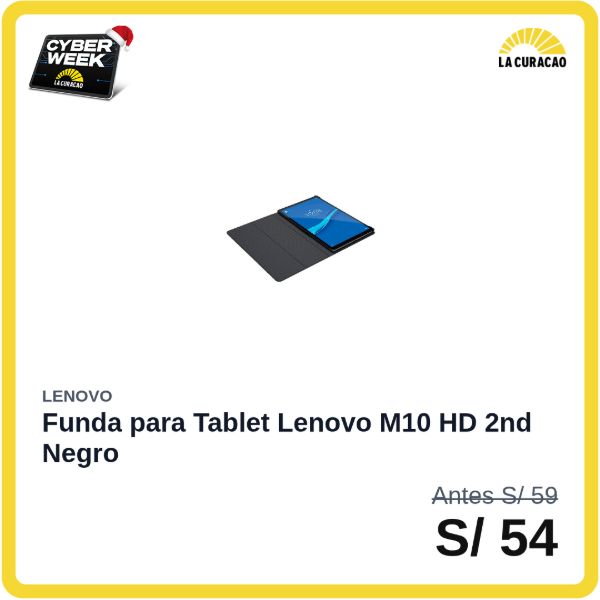 CYBER
WEEK
LA CURACAO
LA CURACAO
LENOVO
Funda para Tablet Lenovo M10 HD 2nd
Negro
Antes S/ 59
S/ 54